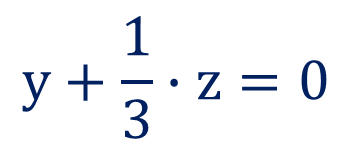 y + 1/3 · z = 0